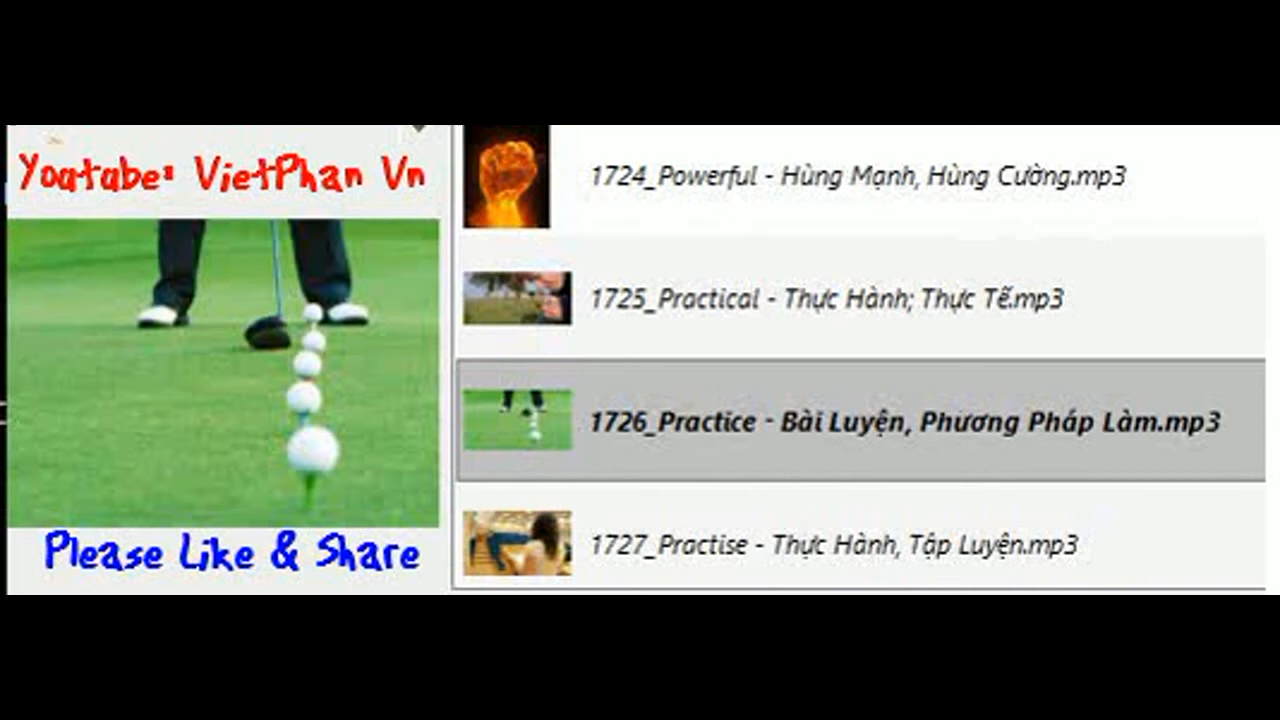 Youtube: VietPhan Vn
Please Like & Share
1724_Powerful - Hùng Mạnh, Hùng Cường.mp3
1725_Practical - Thực Hành; Thực Tế.mp3
1726_Practice - Bài Luyện, Phương Pháp Làm.mp3
1727_Practise - Thực Hành, Tập Luyện.mp3